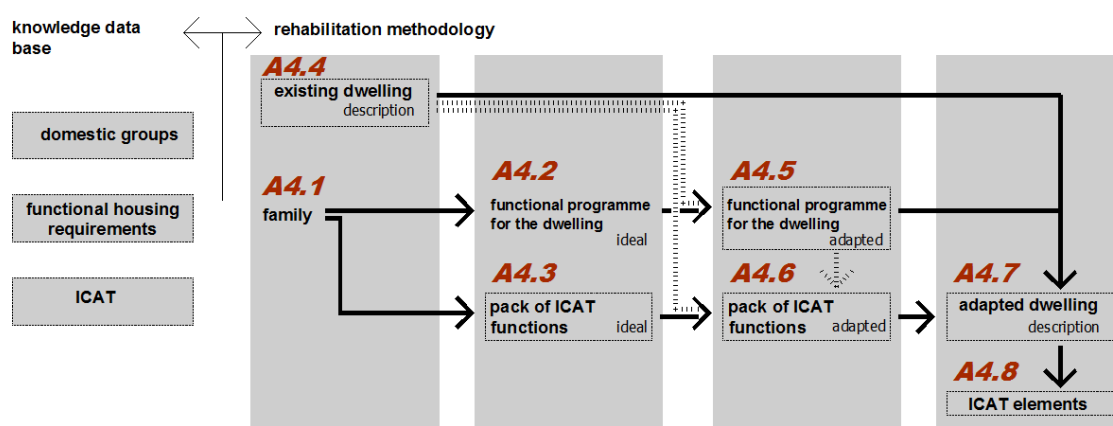 knowledge data
base
rehabilitation methodology
domestic groups
functional housing
requirements
ICAT
A4.4
existing dwelling
description
A4.1
family
A4.2
functional programme
for the dwelling
ideal
A4.3
pack of ICAT
functions ideal
A4.5
functional programme
for the dwelling
adapted
A4.6
pack of ICAT
functions adapted
A4.7
adapted dwelling
description
A4.8
ICAT elements